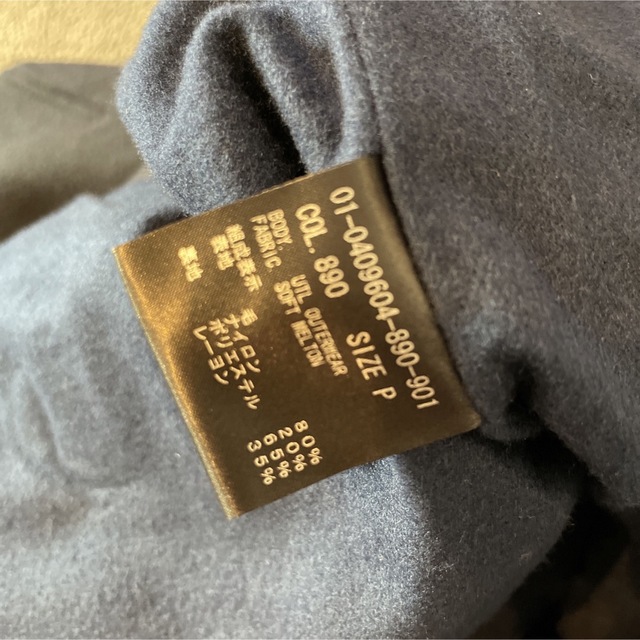 01-0409604-890-901
COL. 890 SIZE P
BODY UTL OUTERWEAR
FABRIC SOFT MELTON
組成表示
表地 毛 80%
ナイロン 20%
裏地 ポリエステル 65%
レーヨン 35%